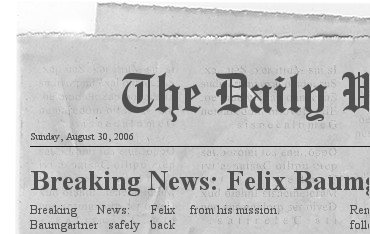 The Daily W
Sunday, August 30, 2006
Breaking News: Felix Baumg
Breaking News: Felix
Baumgartner safely back
from his mission.